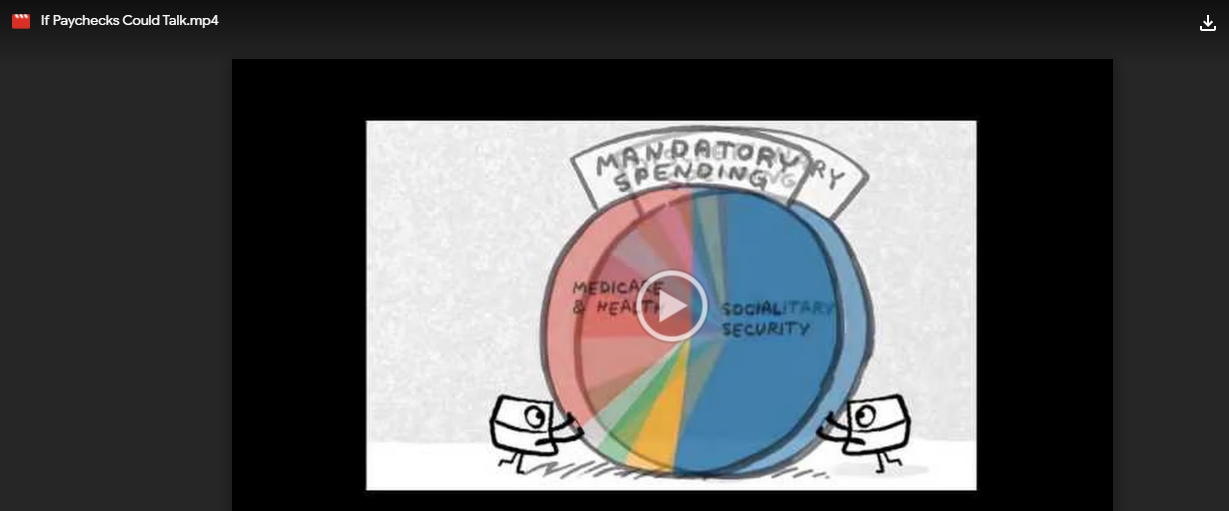 If Paychecks Could Talk.mp4
MANDATORY
SPENDING
MEDICARE
& HEALTH
SOCIAL
SECURITY